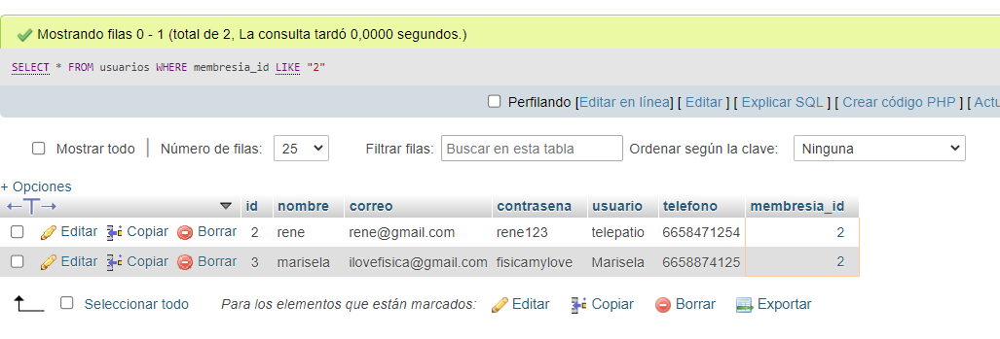 Mostrando filas 0 - 1 (total de 2, La consulta tardó 0,0000 segundos.)
SELECT * FROM usuarios WHERE membresia_id LIKE "2"
Perfilando [Editar en línea] [ Editar ] [ Explicar SQL ] [ Crear código PHP ] [ Actu
Mostrar todo | Número de filas: 25 Filtrar filas: Buscar en esta tabla Ordenar según la clave: Ninguna
+ Opciones
id nombre correo contrasena usuario telefono membresia_id
Editar Copiar Borrar 2 rene rene@gmail.com rene123 telepatio 6658471254 2
Editar Copiar Borrar 3 marisela ilovefisica@gmail.com fisicamylove Marisela 6658874125 2
Seleccionar todo Para los elementos que están marcados: Editar Copiar Borrar Exportar